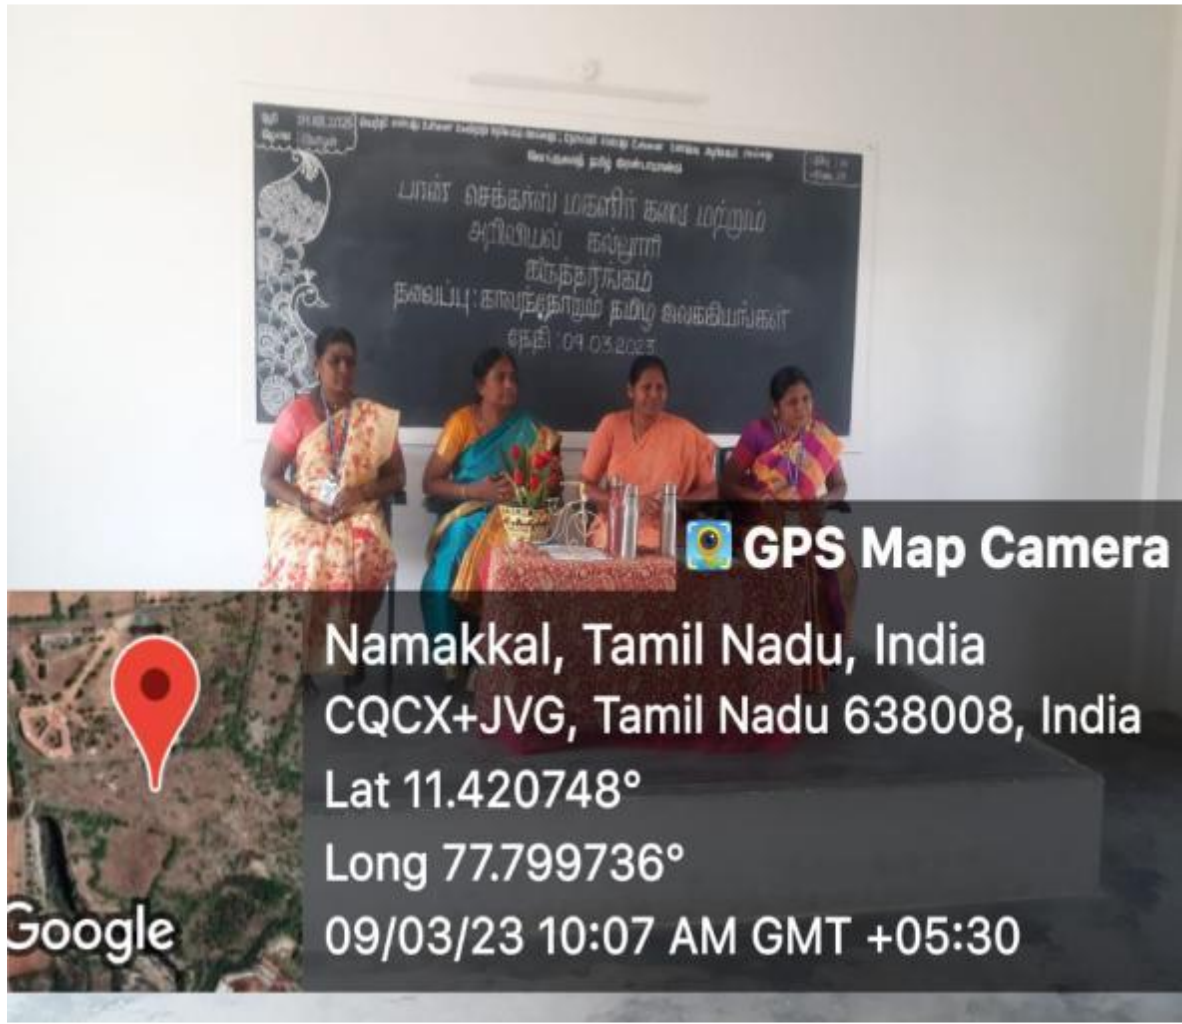 பான் செக்கர்ஸ் மகளிர் கலை மற்றும்
அறிவியல் கல்லூரி
கருத்தரங்கம்
தலைப்பு : காலந்தோறும் தமிழ் இலக்கியங்கள்
தேதி : 09.03.2023
GPS Map Camera
Namakkal, Tamil Nadu, India
CQCX+JVG, Tamil Nadu 638008, India
Lat 11.420748°
Long 77.799736°
09/03/23 10:07 AM GMT +05:30
Google